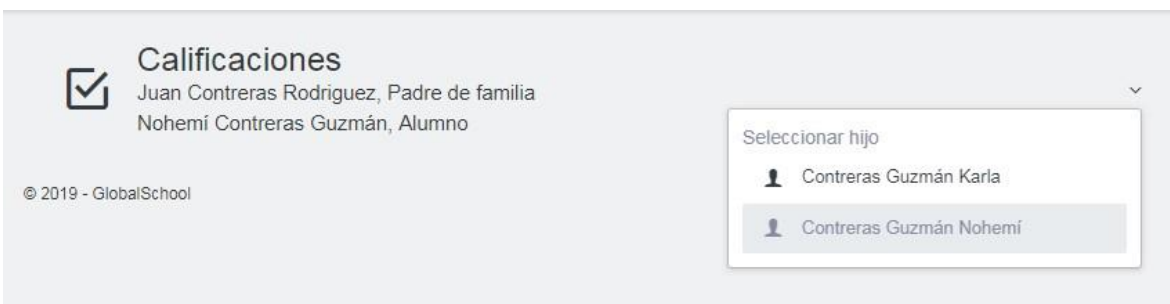 Calificaciones
Juan Contreras Rodriguez, Padre de familia
Nohemí Contreras Guzmán, Alumno
Seleccionar hijo
Contreras Guzmán Karla
Contreras Guzmán Nohemí
© 2019 - GlobalSchool